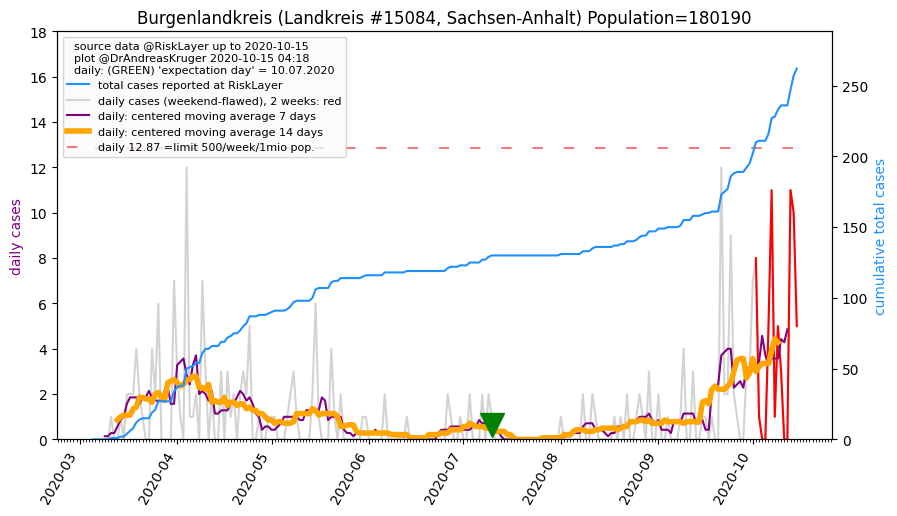 Burgenlandkreis (Landkreis #15084, Sachsen-Anhalt) Population=180190
source data @RiskLayer up to 2020-10-15
plot @DrAndreasKruger 2020-10-15 04:18
daily: (GREEN) 'expectation day' = 10.07.2020
total cases reported at RiskLayer
daily cases (weekend-flawed), 2 weeks: red
daily: centered moving average 7 days
daily: centered moving average 14 days
daily 12.87 =limit 500/week/1mio pop.
daily cases
18
16
14
12
10
8
6
4
2
0
250
200
150
100
50
0
cumulative total cases
2020-03
2020-04
2020-05
2020-06
2020-07
2020-08
2020-09
2020-10